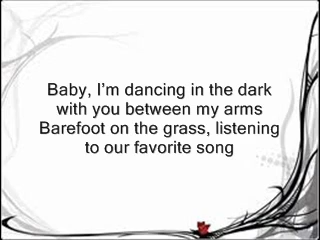 Baby, I'm dancing in the dark
with you between my arms
Barefoot on the grass, listening
to our favorite song